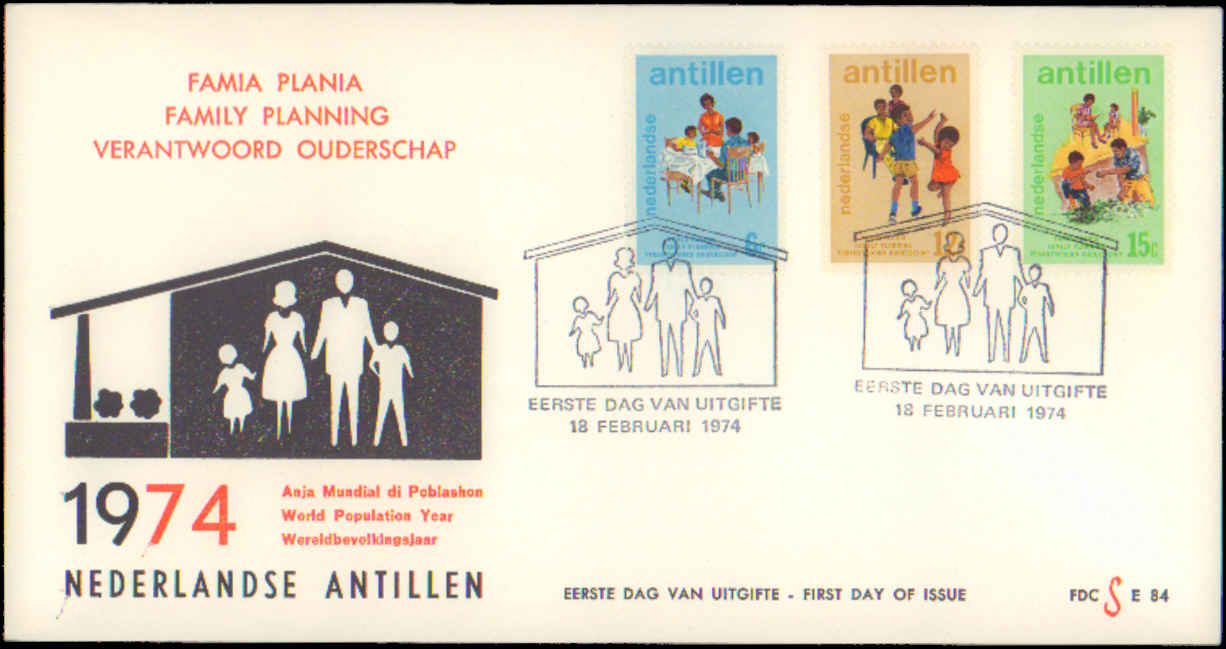 FAMIA PLANIA
FAMILY PLANNING
VERANTWOORD OUDERSCHAP
antillen
nederlandse
6c
antillen
nederlandse
antillen
nederlandse
15c
EERSTE DAG VAN UITGIFTE
18 FEBRUARI 1974
EERSTE DAG VAN UITGIFTE
18 FEBRUARI 1974
1974
Anja Mundial di Poblashon
World Population Year
Wereldbevolkingsjaar
NEDERLANDSE ANTILLEN
EERSTE DAG VAN UITGIFTE - FIRST DAY OF ISSUE
FDC S E 84